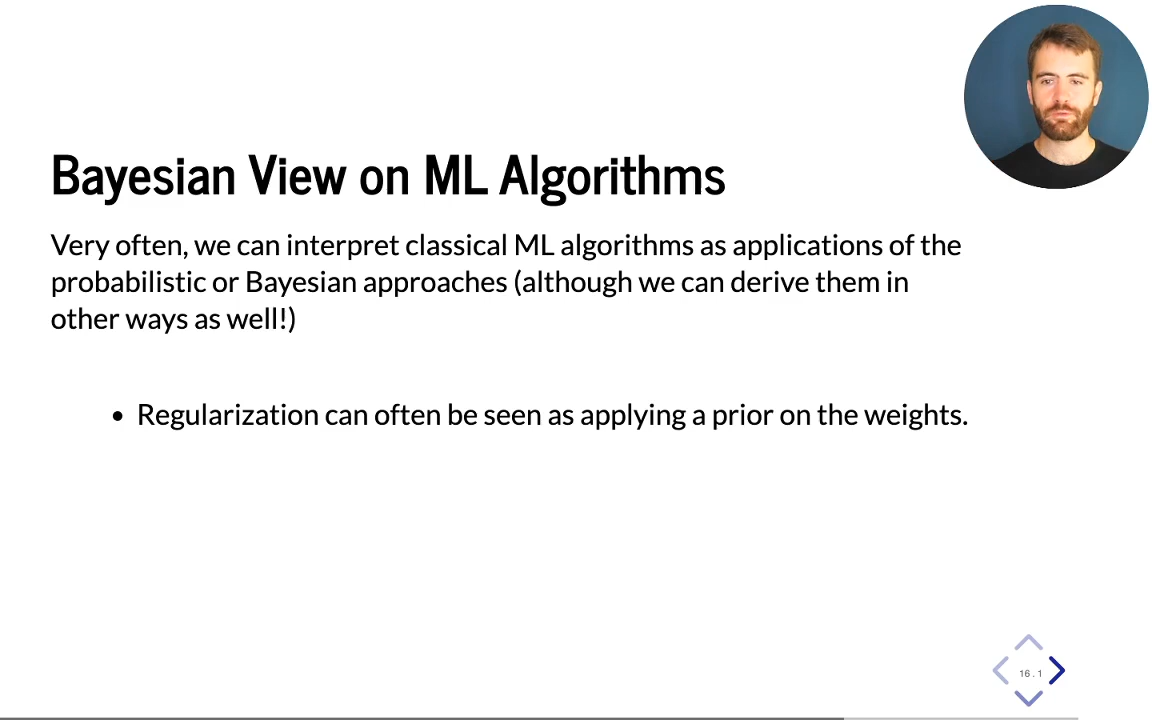 Bayesian View on ML Algorithms
Very often, we can interpret classical ML algorithms as applications of the
probabilistic or Bayesian approaches (although we can derive them in
other ways as well!)
• Regularization can often be seen as applying a prior on the weights.
16.1